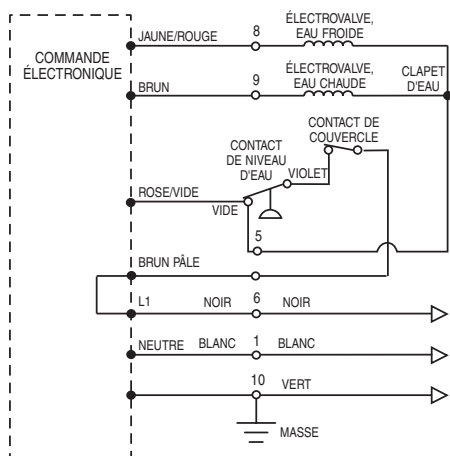 COMMANDE
ÉLECTRONIQUE
JAUNE/ROUGE 8 ÉLECTROVALVE,
EAU FROIDE
BRUN 9 ÉLECTROVALVE,
EAU CHAUDE
CLAPET
D'EAU
CONTACT DE
COUVERCLE
CONTACT
DE NIVEAU
D'EAU
VIOLET
ROSE/VIDE
VIDE
5
BRUN PÂLE
L1 NOIR 6 NOIR
NEUTRE BLANC 1 BLANC
10 VERT
MASSE